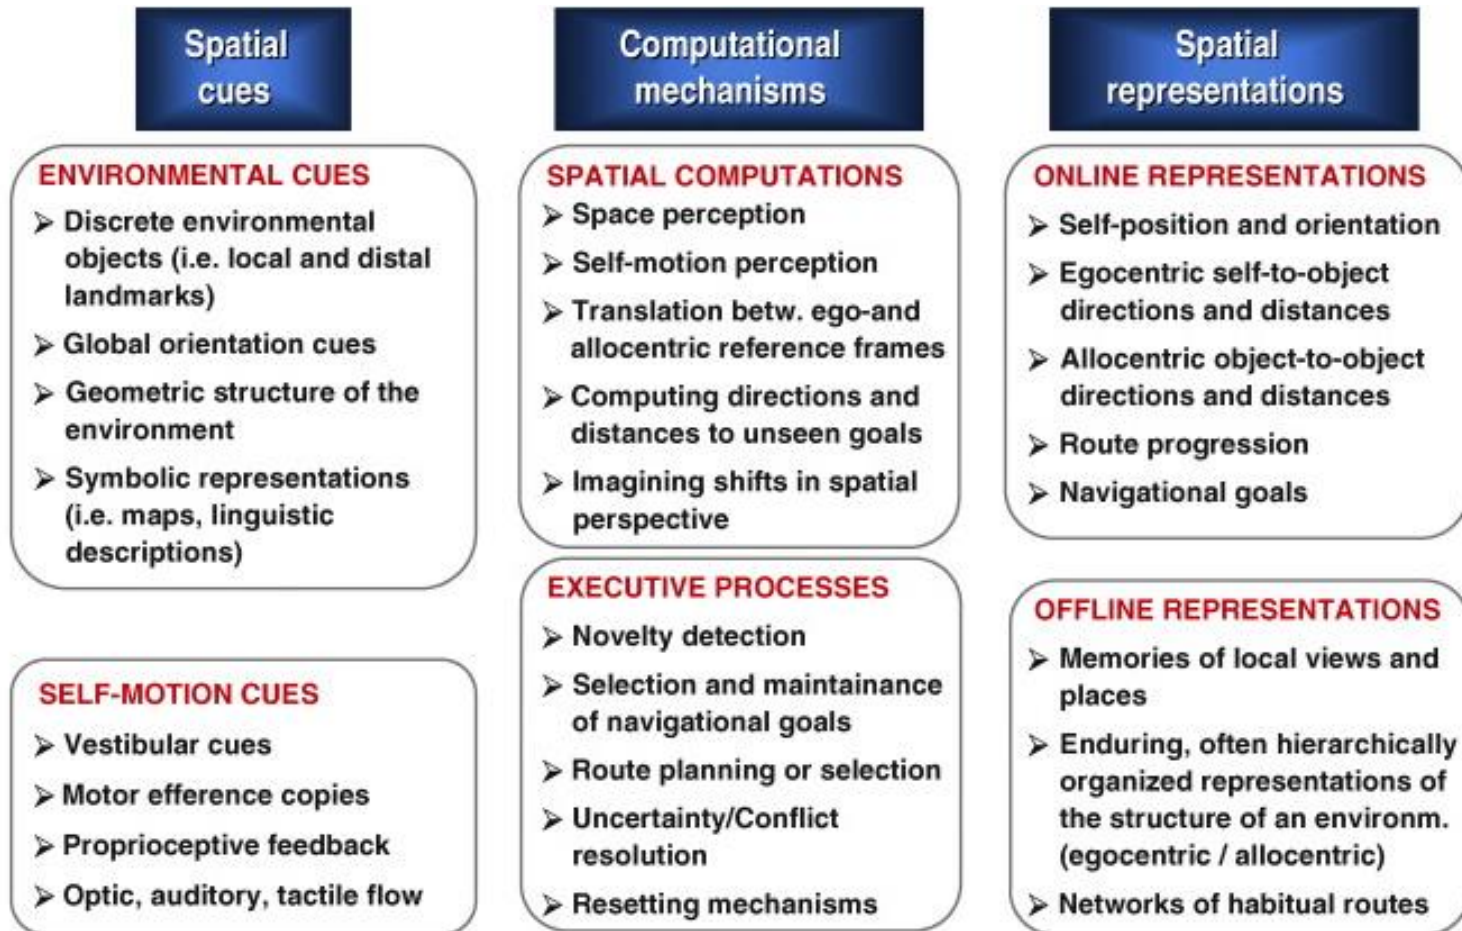 Spatial
cues
ENVIRONMENTAL CUES
➢ Discrete environmental
objects (i.e. local and distal
landmarks)
➢ Global orientation cues
➢ Geometric structure of the
environment
➢ Symbolic representations
(i.e. maps, linguistic
descriptions)
SELF-MOTION CUES
➢ Vestibular cues
➢ Motor efference copies
➢ Proprioceptive feedback
➢ Optic, auditory, tactile flow
Computational
mechanisms
SPATIAL COMPUTATIONS
➢ Space perception
➢ Self-motion perception
➢ Translation betw. ego-and
allocentric reference frames
➢ Computing directions and
distances to unseen goals
➢ Imagining shifts in spatial
perspective
EXECUTIVE PROCESSES
➢ Novelty detection
➢ Selection and maintainance
of navigational goals
➢ Route planning or selection
➢ Uncertainty/Conflict
resolution
➢ Resetting mechanisms
Spatial
representations
ONLINE REPRESENTATIONS
➢ Self-position and orientation
➢ Egocentric self-to-object
directions and distances
➢ Allocentric object-to-object
directions and distances
➢ Route progression
➢ Navigational goals
OFFLINE REPRESENTATIONS
➢ Memories of local views and
places
➢ Enduring, often hierarchically
organized representations of
the structure of an environm.
(egocentric / allocentric)
➢ Networks of habitual routes